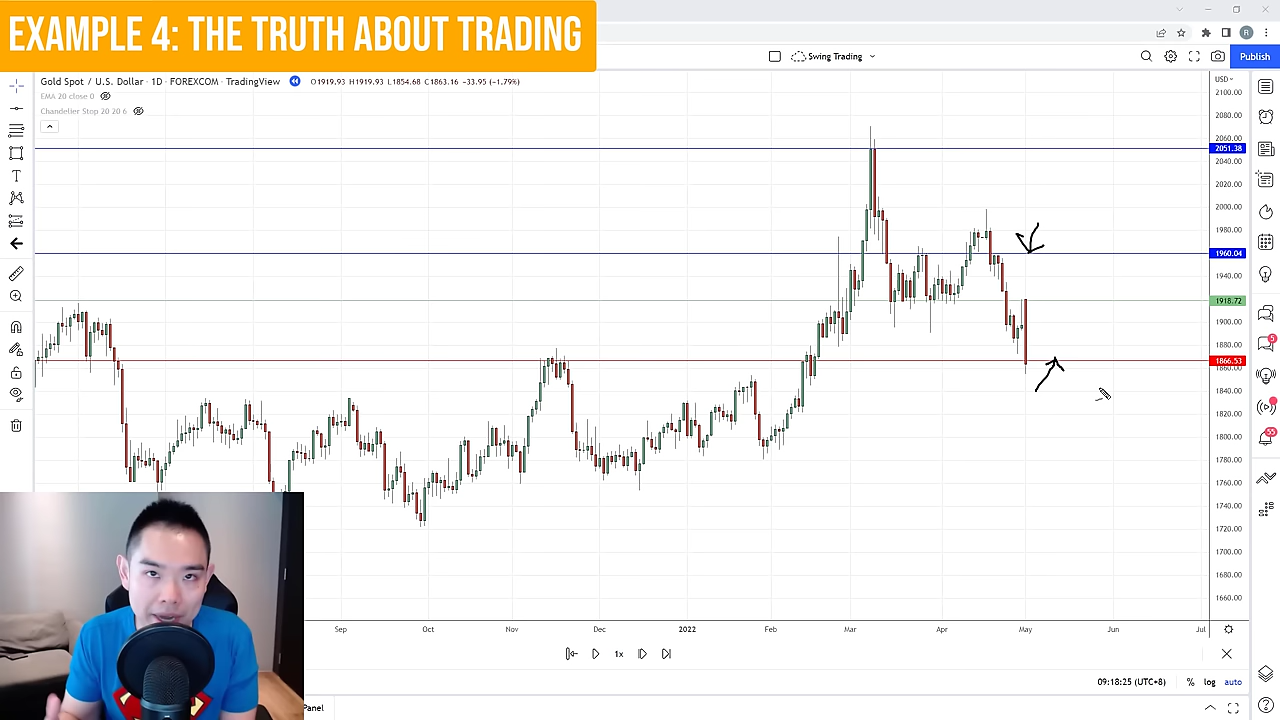 EXAMPLE 4: THE TRUTH ABOUT TRADING
R
Swing Trading
Publish
Gold Spot / U.S. Dollar · 1D · FOREXCOM · TradingView
O1919.93 H1919.93 L1854.68 C1863.16 -33.95 (-1.79%)
USD
EMA 20 close 0
Chandelier Stop 20 20 6
2100.00
2080.00
2060.00
2051.38
2040.00
2020.00
2000.00
1980.00
1960.04
1940.00
1918.72
1900.00
1880.00
1866.53
1860.00
1840.00
1820.00
1800.00
1780.00
1760.00
1740.00
1720.00
1700.00
1680.00
1660.00
5
55
Sep Oct Nov Dec 2022 Feb Mar Apr May Jun Jul
1x
09:18:25 (UTC+8) % log auto
Panel